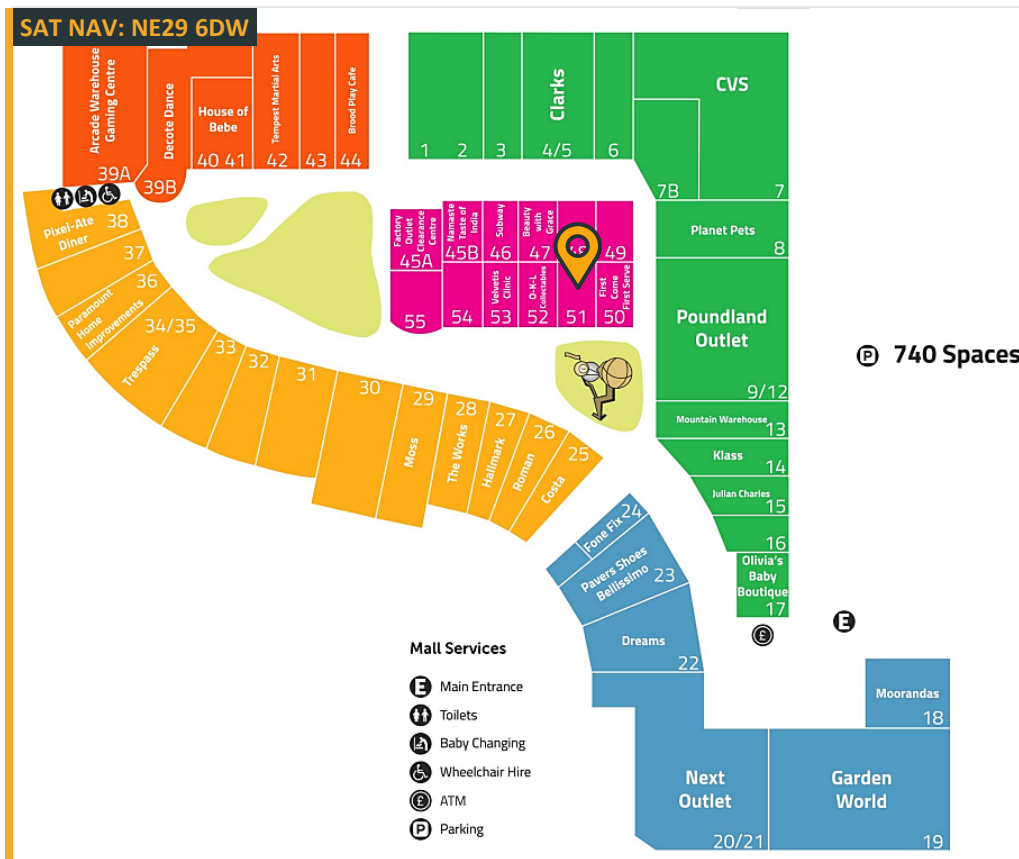 SAT NAV: NE29 6DW
Arcade Warehouse
Gaming Centre
39A
Decote Dance
39B
House of
Bebe
40 41
Tempest Martial Arts
42
43
Brood Play Cafe
44
1
2
3
Clarks
4/5
6
CVS
7B
7
Planet Pets
8
Poundland
Outlet
9/12
Mountain Warehouse
13
Klass
14
Julian Charles
15
16
Olivia's
Baby
Boutique
17
Factory
Outlet
Clearance
Centre
45A
Namaste
Taste of
India
45B
Subway
46
Beauty
with
Grace
47
48
49
55
54
Velvetis
Clinic
53
O-K-L
Collectables
52
51
First
Come
First Serve
50
P 740 Spaces
Pixel-Ate
Diner
38
37
36
Paramount
Home
Improvements
34/35
Trespass
33
32
31
30
29
Moss
28
The Works
27
Hallmark
26
Roman
25
Costa
Fone Fix
24
Pavers Shoes
Bellissimo
23
Dreams
22
£
E
Moorandas
18
Next
Outlet
20/21
Garden
World
19
Mall Services
E Main Entrance
Toilets
Baby Changing
Wheelchair Hire
£ ATM
P Parking